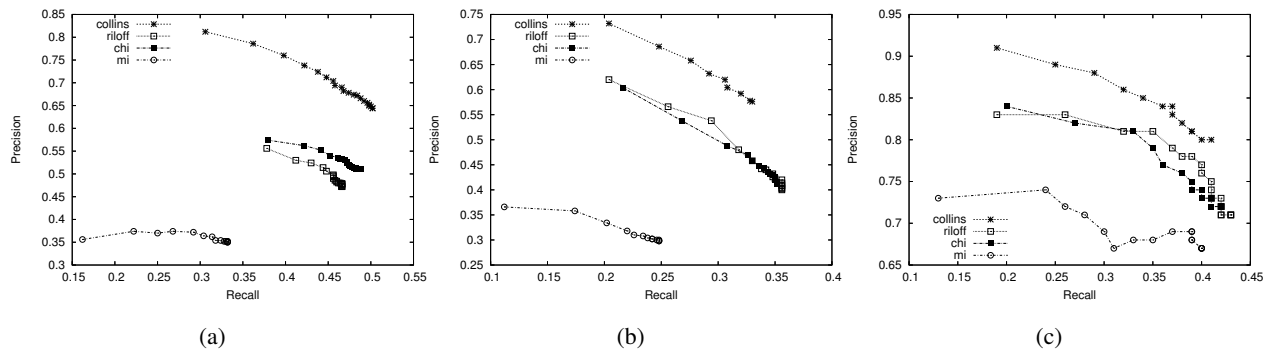 0.85
0.8
0.75
0.7
0.65
0.6
0.55
0.5
0.45
0.4
0.35
0.3
Precision
collins
riloff
chi
mi
0.15 0.2 0.25 0.3 0.35 0.4 0.45 0.5 0.55
Recall
(a)
0.75
0.7
0.65
0.6
0.55
0.5
0.45
0.4
0.35
0.3
0.25
Precision
collins
riloff
chi
mi
0.1 0.15 0.2 0.25 0.3 0.35 0.4
Recall
(b)
0.95
0.9
0.85
0.8
0.75
0.7
0.65
Precision
collins
riloff
chi
mi
0.1 0.15 0.2 0.25 0.3 0.35 0.4 0.45
Recall
(c)